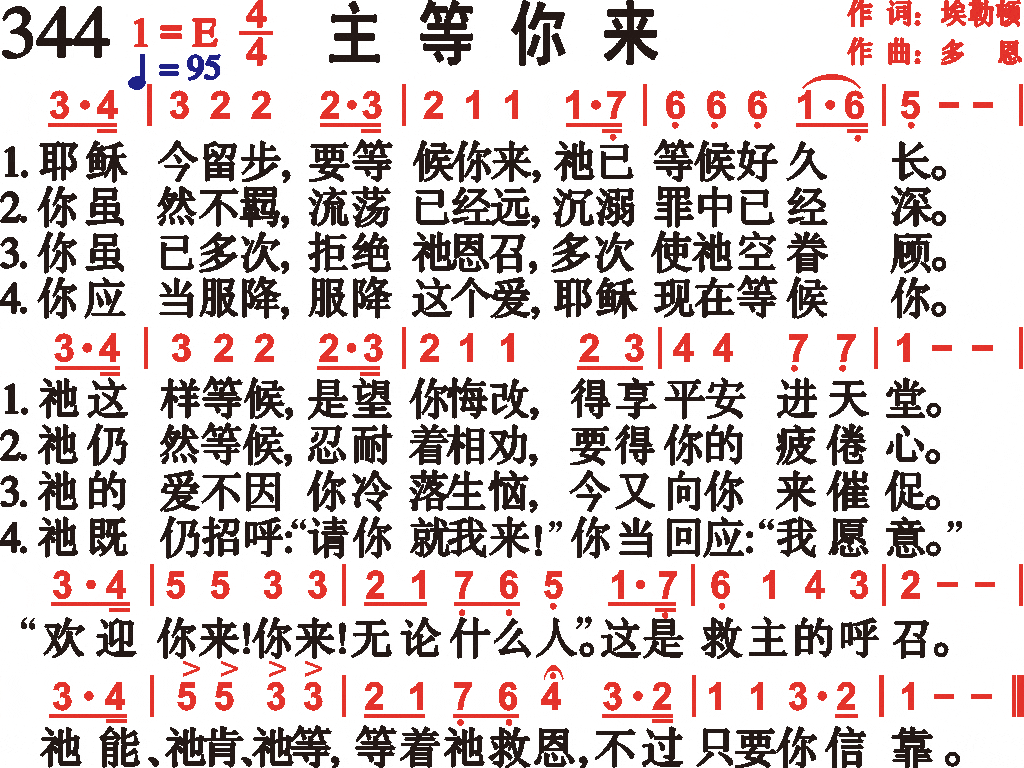 344 1=E 4/4 主等你来 作词：埃勒顿
♩=95 作曲：多 恩
3·4 | 3 2 2 2·3 | 2 1 1 1·7 | 6 6 6 1·6 | 5 - - |
1.耶稣 今留步，要等 候你来，祂已 等候好久 长。
2.你虽 然不羁，流荡 已经远，沉溺 罪中已经 深。
3.你虽 已多次，拒绝 祂恩召，多次 使祂空眷 顾。
4.你应 当服降，服降 这个爱，耶稣 现在等候 你。
3·4 | 3 2 2 2·3 | 2 1 1 2 3 | 4 4 7 7 | 1 - - |
1.祂这 样等候，是望 你悔改， 得享平安 进天堂。
2.祂仍 然等候，忍耐 着相劝， 要得你的 疲倦心。
3.祂的 爱不因 你冷 落生恼， 今又向你 来催促。
4.祂既 仍招呼：“请你 就我来！” 你当回应：“我愿意。”
3·4 | 5 5 3 3 | 2 1 7 6 5 1·7 | 6 1 4 3 | 2 - - |
“欢迎 你来！你来！无论什么人”。这是 救主的呼召。
3·4 | 5 5 3 3 | 2 1 7 6 4 3·2 | 1 1 3·2 | 1 - - ‖
祂能、祂肯、祂等，等着祂救恩，不过 只要你信靠。